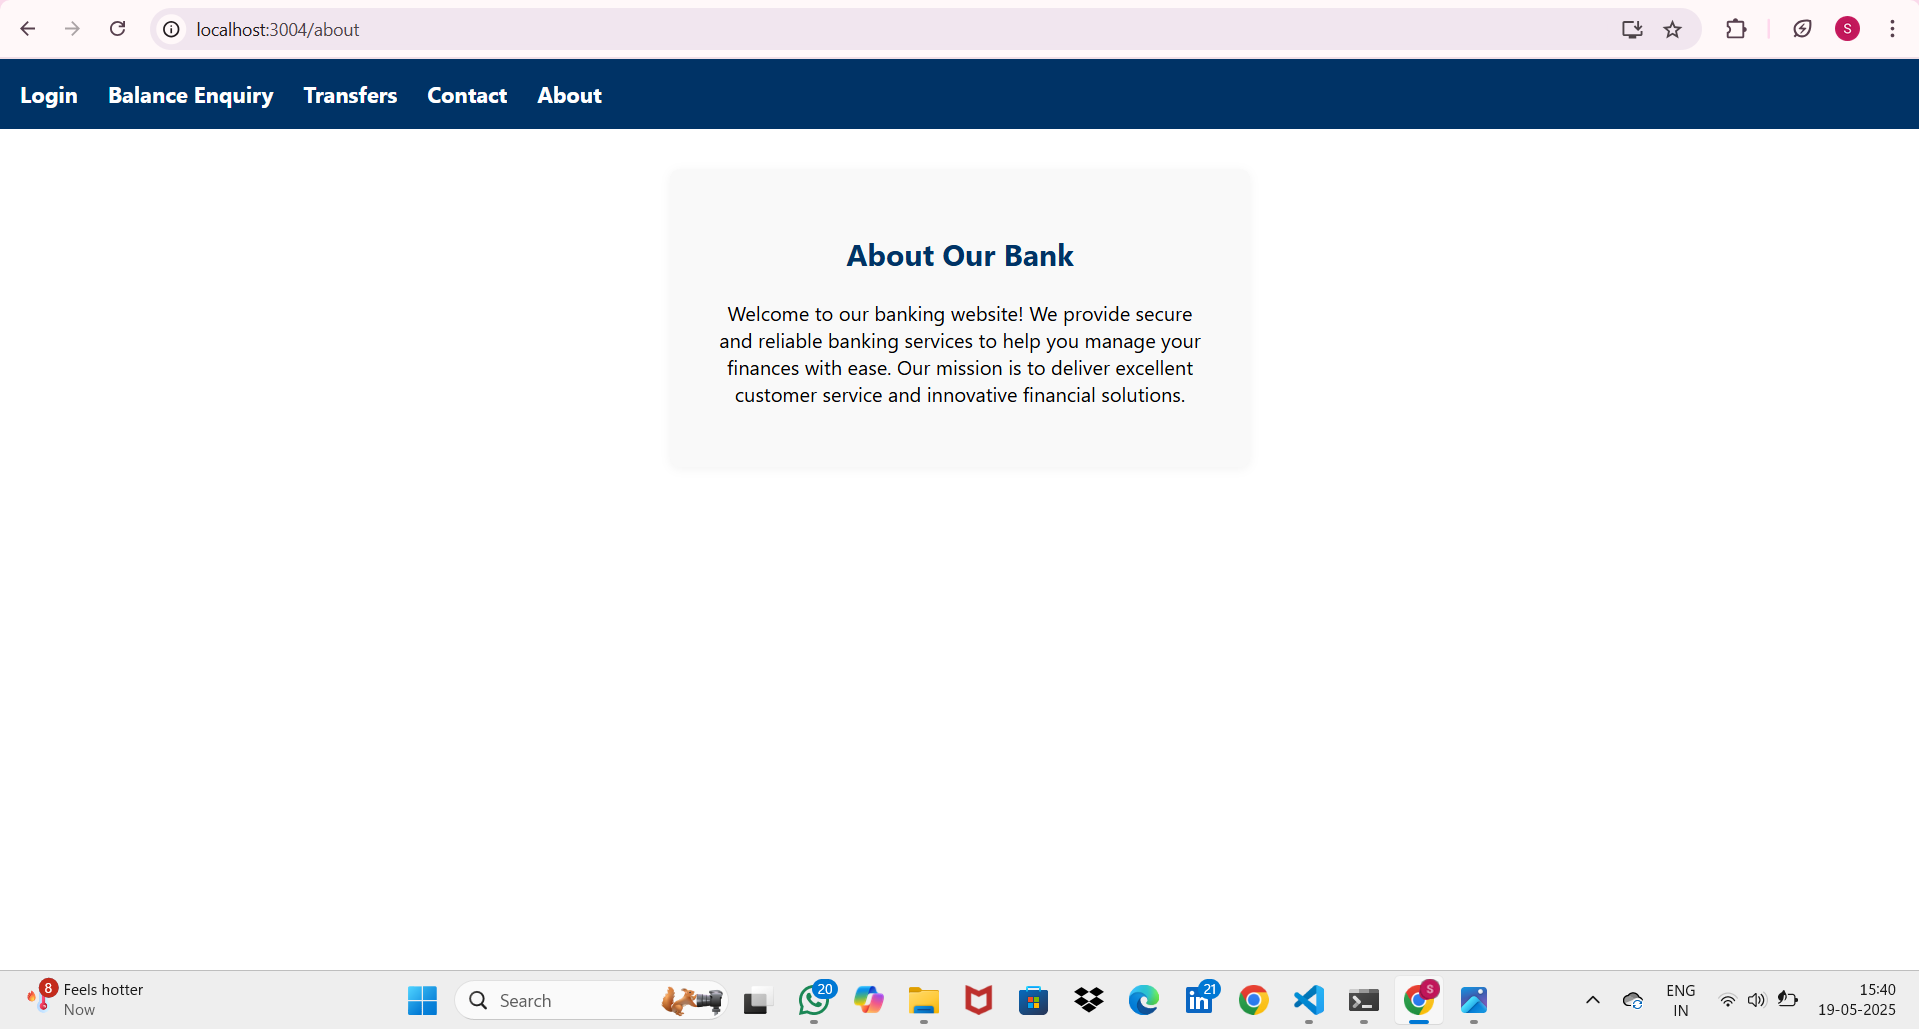 localhost:3004/about
S
Login Balance Enquiry Transfers Contact About
About Our Bank
Welcome to our banking website! We provide secure
and reliable banking services to help you manage your
finances with ease. Our mission is to deliver excellent
customer service and innovative financial solutions.
8
Feels hotter
Now
Search
20
in
21
S
ENG
IN
15:40
19-05-2025